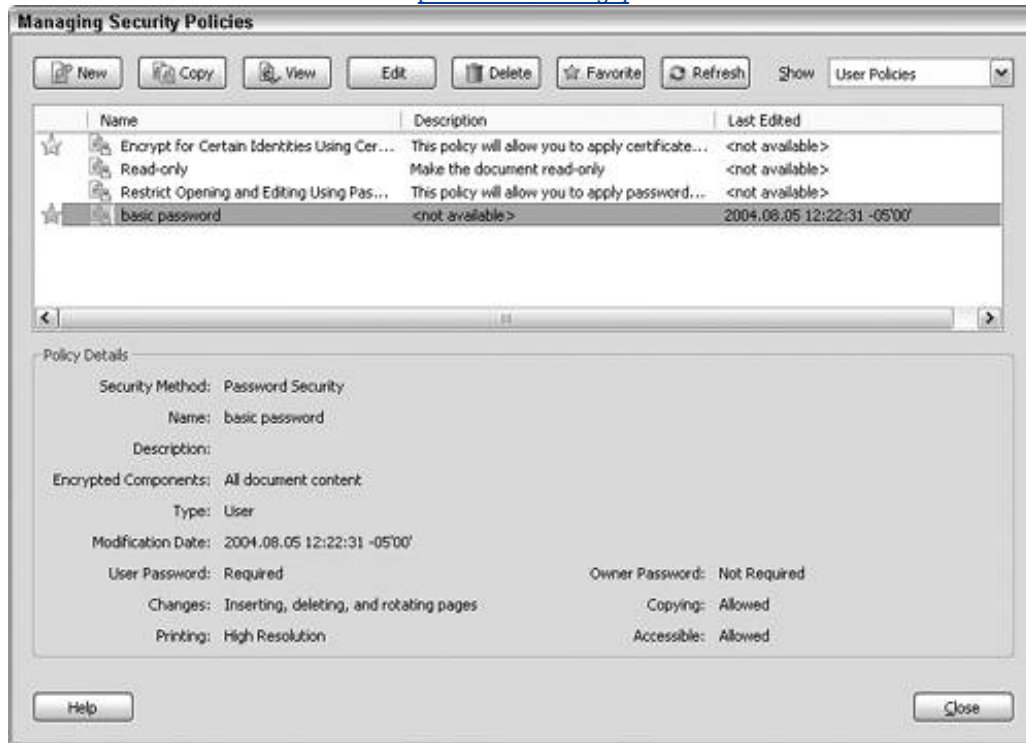 Managing Security Policies
New Copy View Edit Delete Favorite Refresh Show User Policies
Name Description Last Edited
Encrypt for Certain Identities Using Cer... This policy will allow you to apply certificate... <not available>
Read-only Make the document read-only <not available>
Restrict Opening and Editing Using Pas... This policy will allow you to apply password... <not available>
basic password <not available> 2004.08.05 12:22:31 -05'00'
Policy Details
Security Method: Password Security
Name: basic password
Description:
Encrypted Components: All document content
Type: User
Modification Date: 2004.08.05 12:22:31 -05'00'
User Password: Required Owner Password: Not Required
Changes: Inserting, deleting, and rotating pages Copying: Allowed
Printing: High Resolution Accessible: Allowed
Help Close